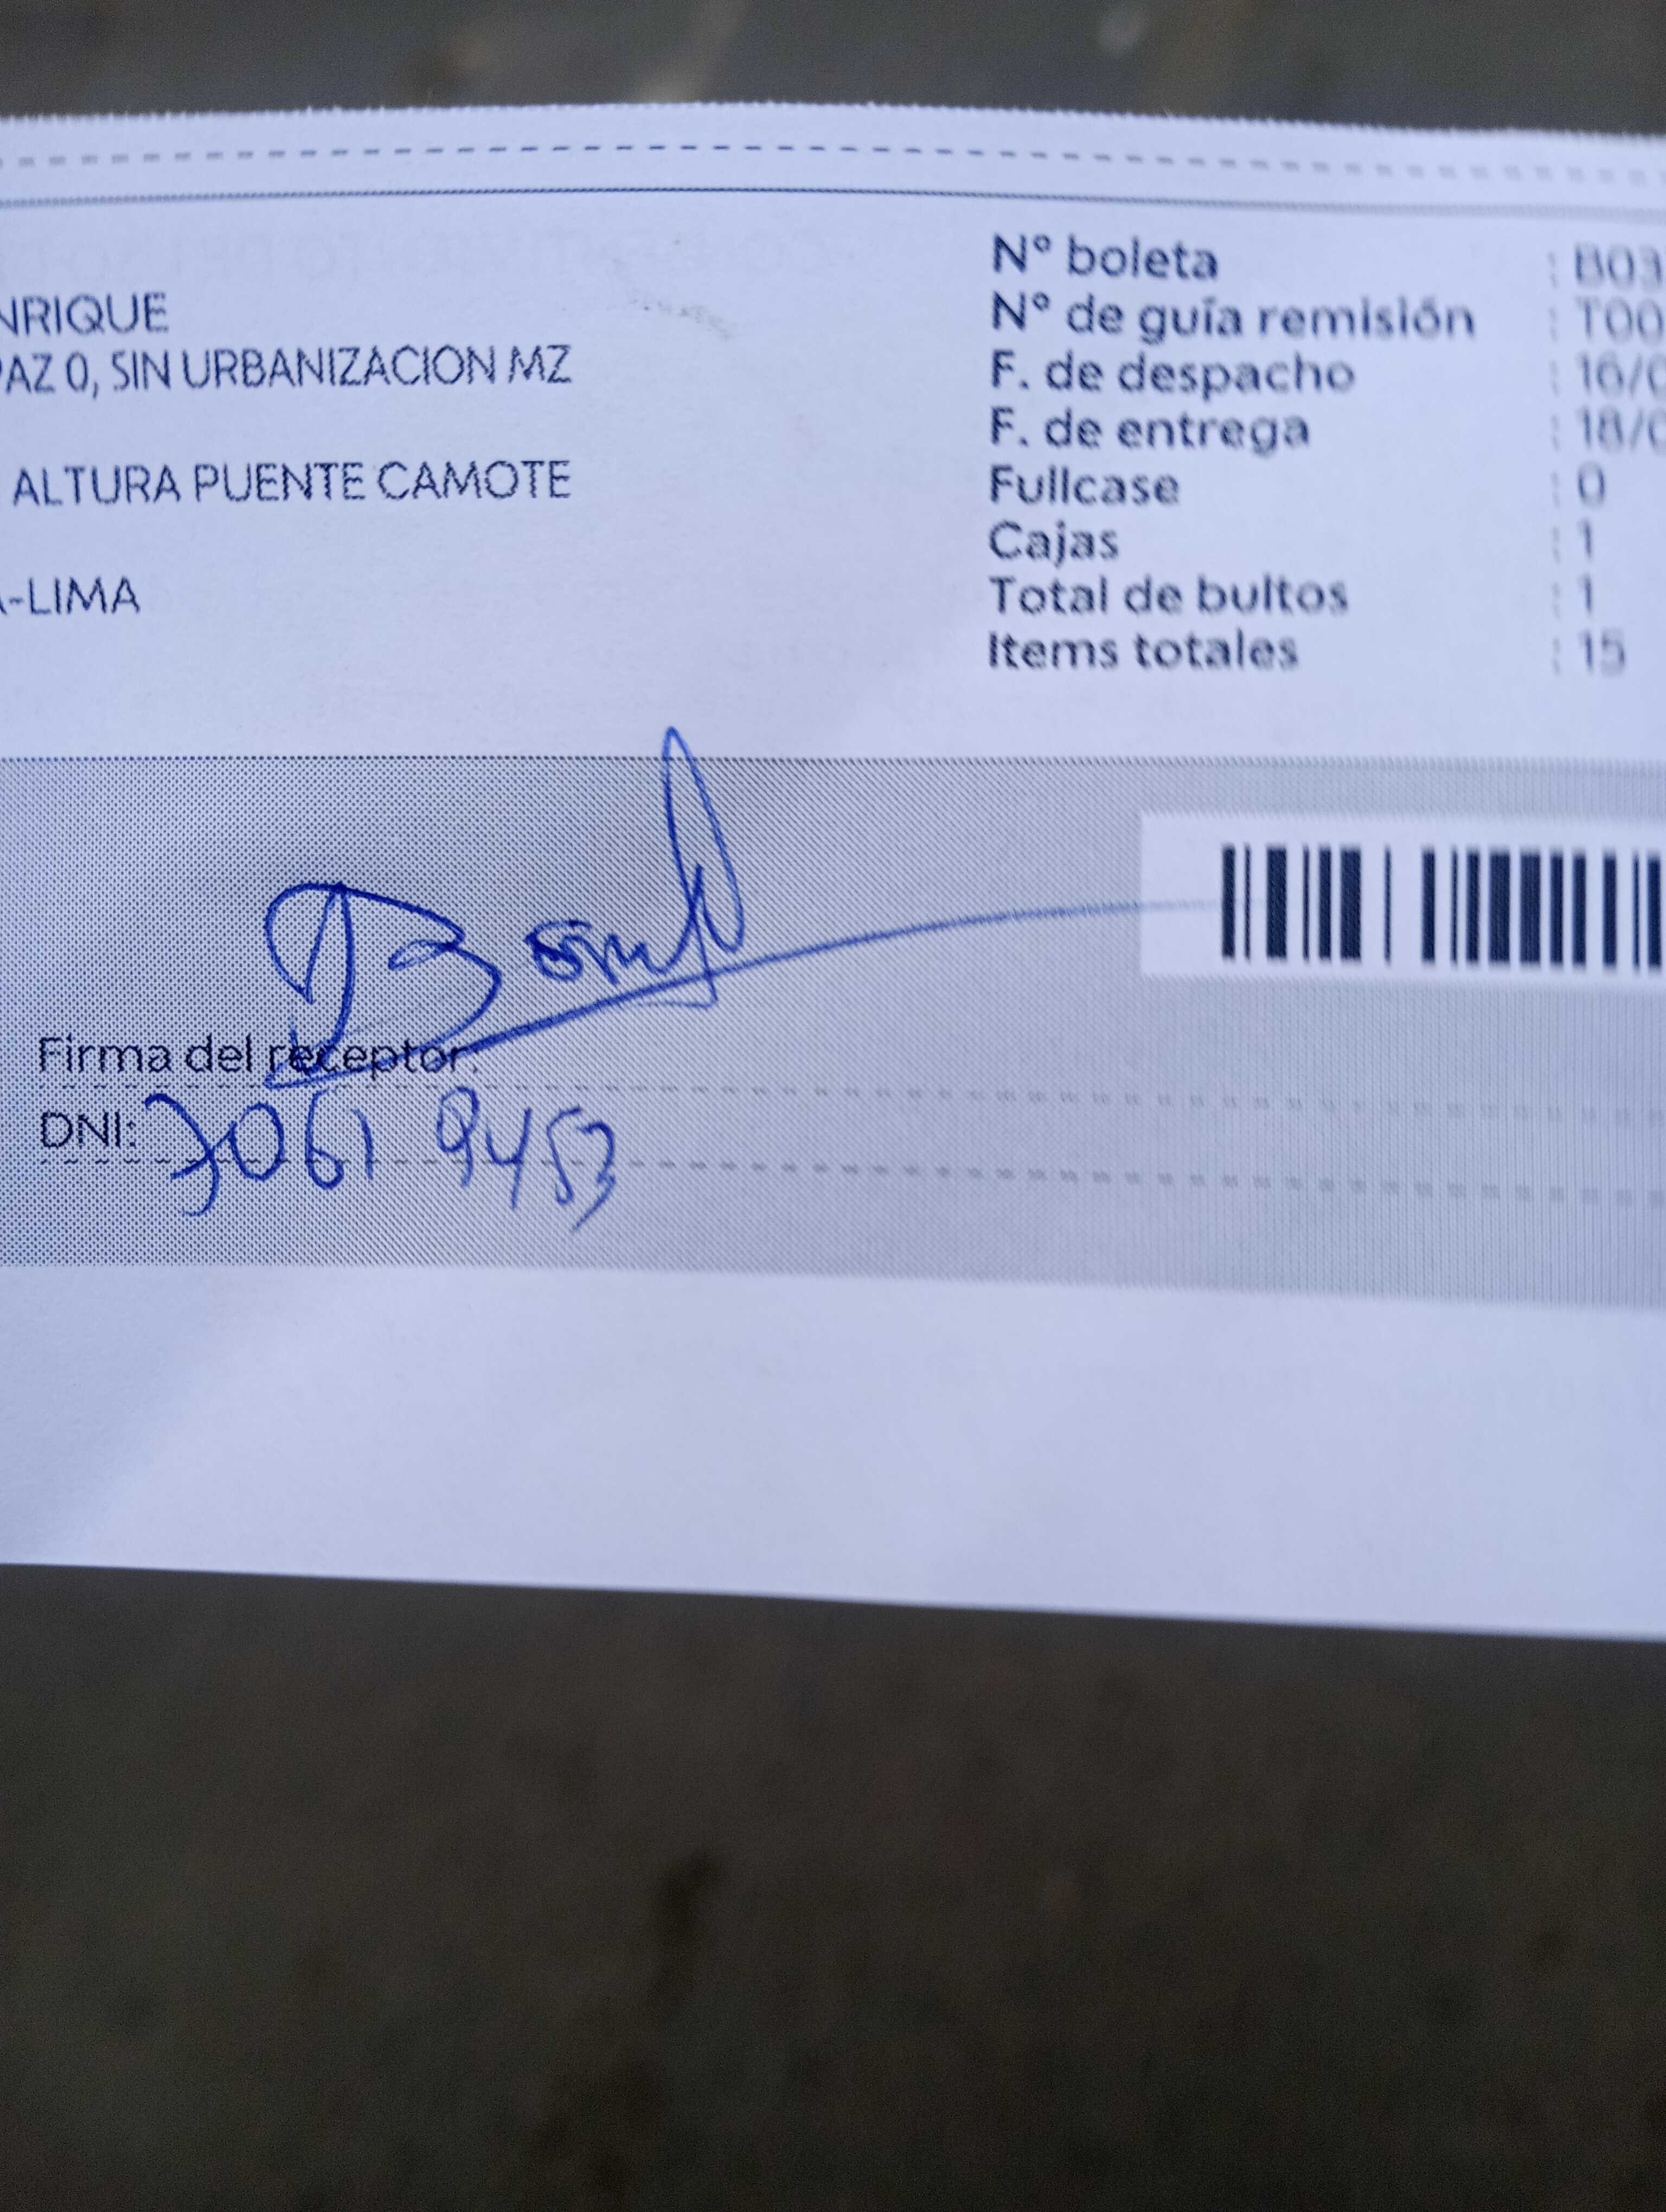 NRIQUE
PAZ 0, SIN URBANIZACION MZ
ALTURA PUENTE CAMOTE
A-LIMA
N° boleta : B03
N° de guía remisión : T00
F. de despacho : 16/0
F. de entrega : 18/0
Fullcase : 0
Cajas : 1
Total de bultos : 1
Items totales : 15
Firma del receptor:
DNI: 7061 9453